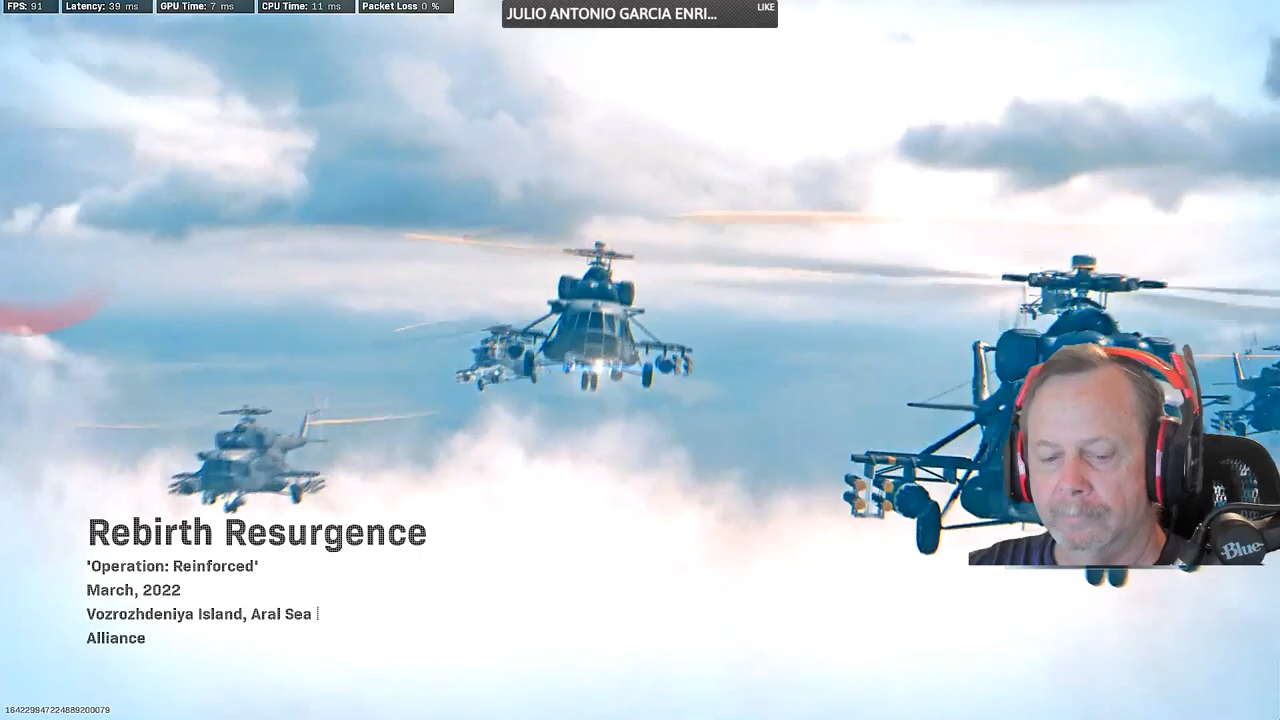 FPS: 91 Latency: 39 ms GPU Time: 7 ms CPU Time: 11 ms Packet Loss 0 %
JULIO ANTONIO GARCIA ENRI... LIKE
Blue
Rebirth Resurgence
'Operation: Reinforced'
March, 2022
Vozrozhdeniya Island, Aral Sea
Alliance
16422994722488920079